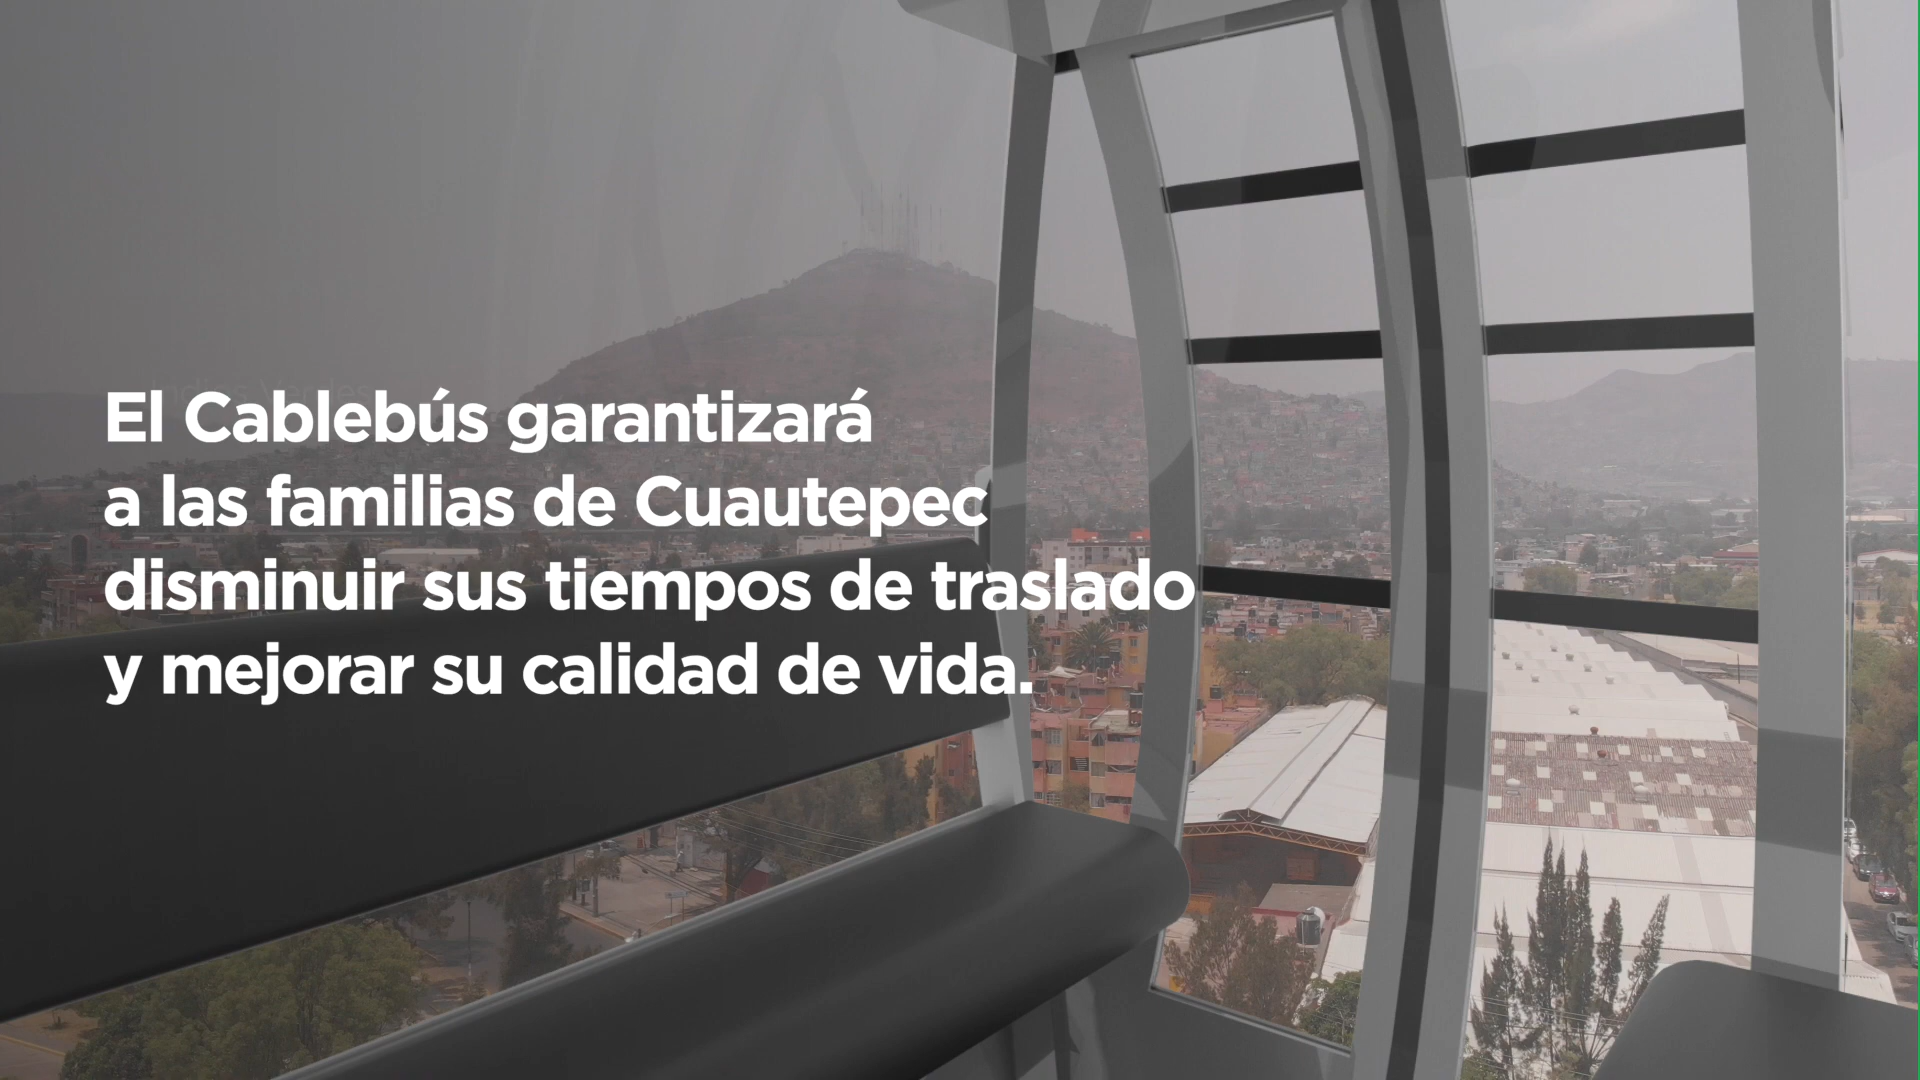 El Cablebús garantizará
a las familias de Cuautepec
disminuir sus tiempos de traslado
y mejorar su calidad de vida.